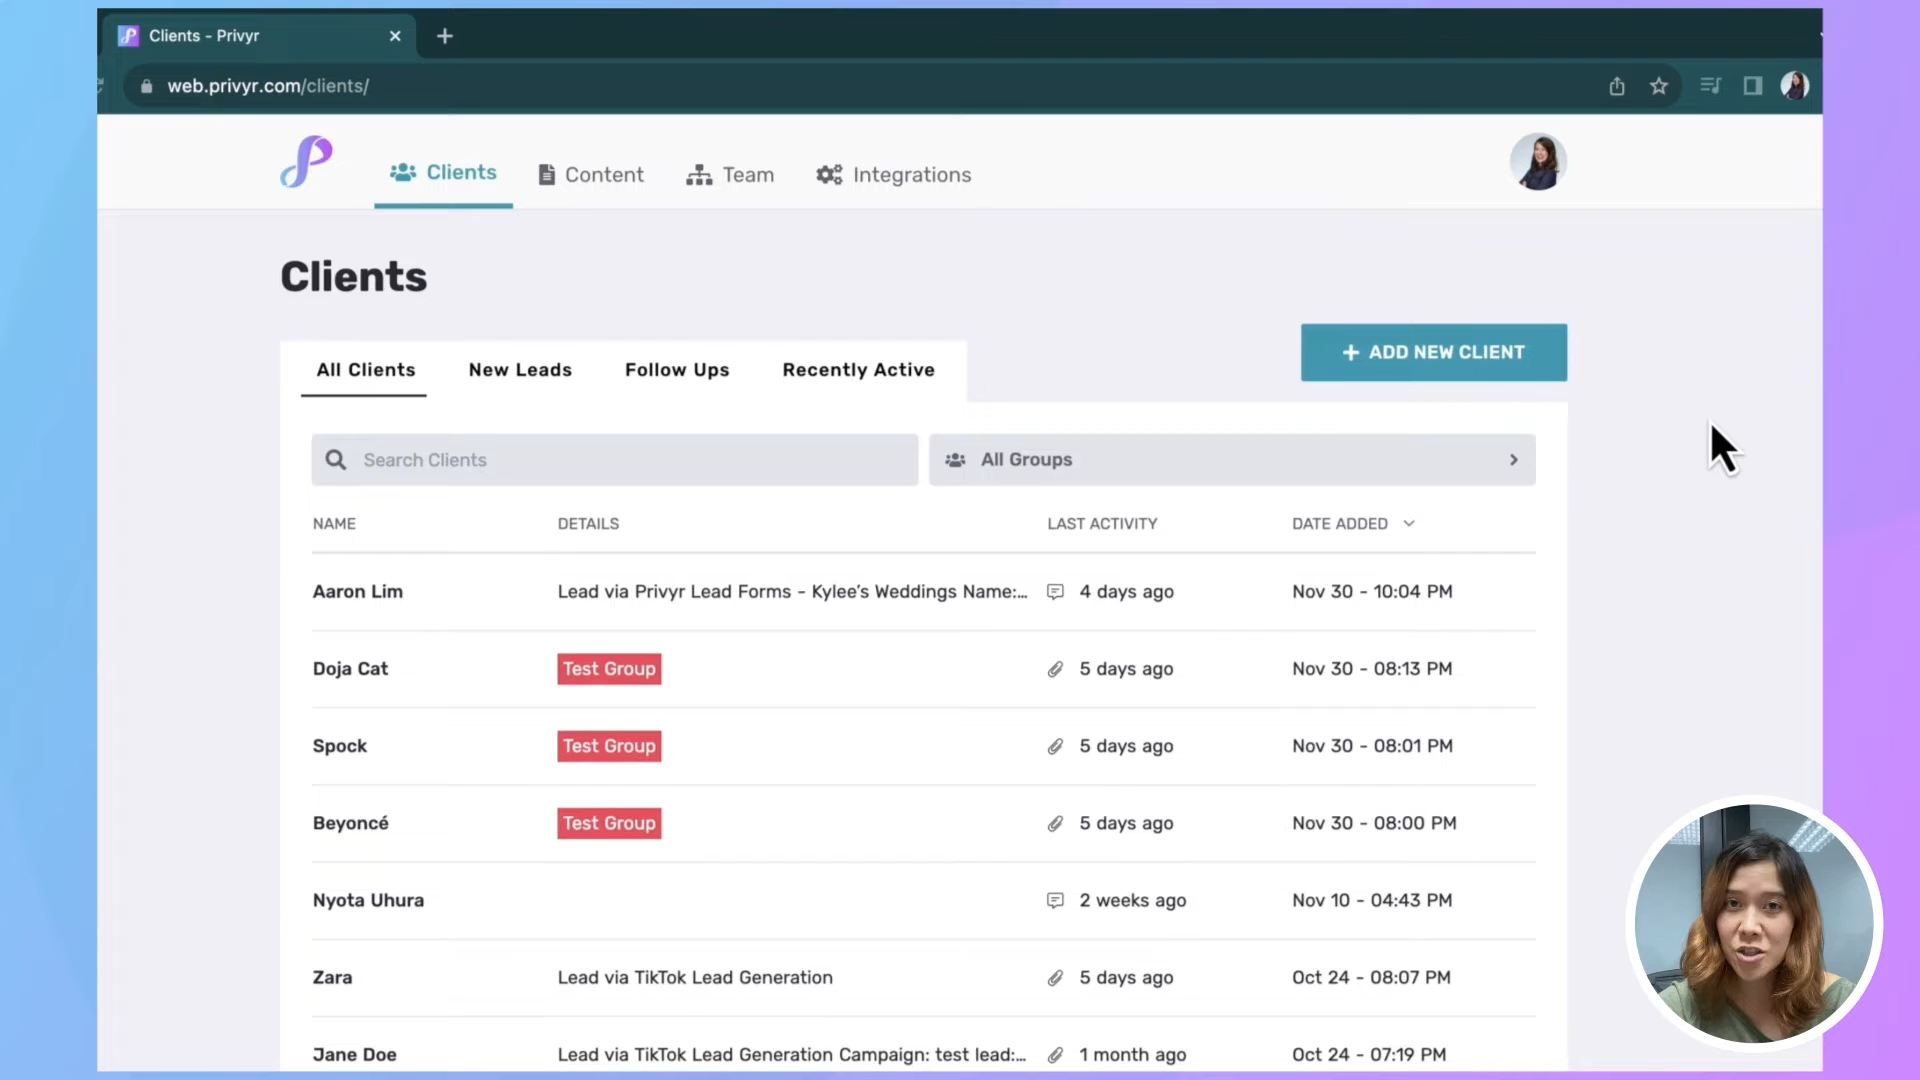 Clients - Privyr
web.privyr.com/clients/
Clients
Content
Team
Integrations
Clients
ADD NEW CLIENT
All Clients
New Leads
Follow Ups
Recently Active
Search Clients
All Groups
NAME DETAILS LAST ACTIVITY DATE ADDED
Aaron Lim Lead via Privyr Lead Forms - Kylee’s Weddings Name:... 4 days ago Nov 30 - 10:04 PM
Doja Cat Test Group 5 days ago Nov 30 - 08:13 PM
Spock Test Group 5 days ago Nov 30 - 08:01 PM
Beyoncé Test Group 5 days ago Nov 30 - 08:00 PM
Nyota Uhura 2 weeks ago Nov 10 - 04:43 PM
Zara Lead via TikTok Lead Generation 5 days ago Oct 24 - 08:07 PM
Jane Doe Lead via TikTok Lead Generation Campaign: test lead:... 1 month ago Oct 24 - 07:19 PM